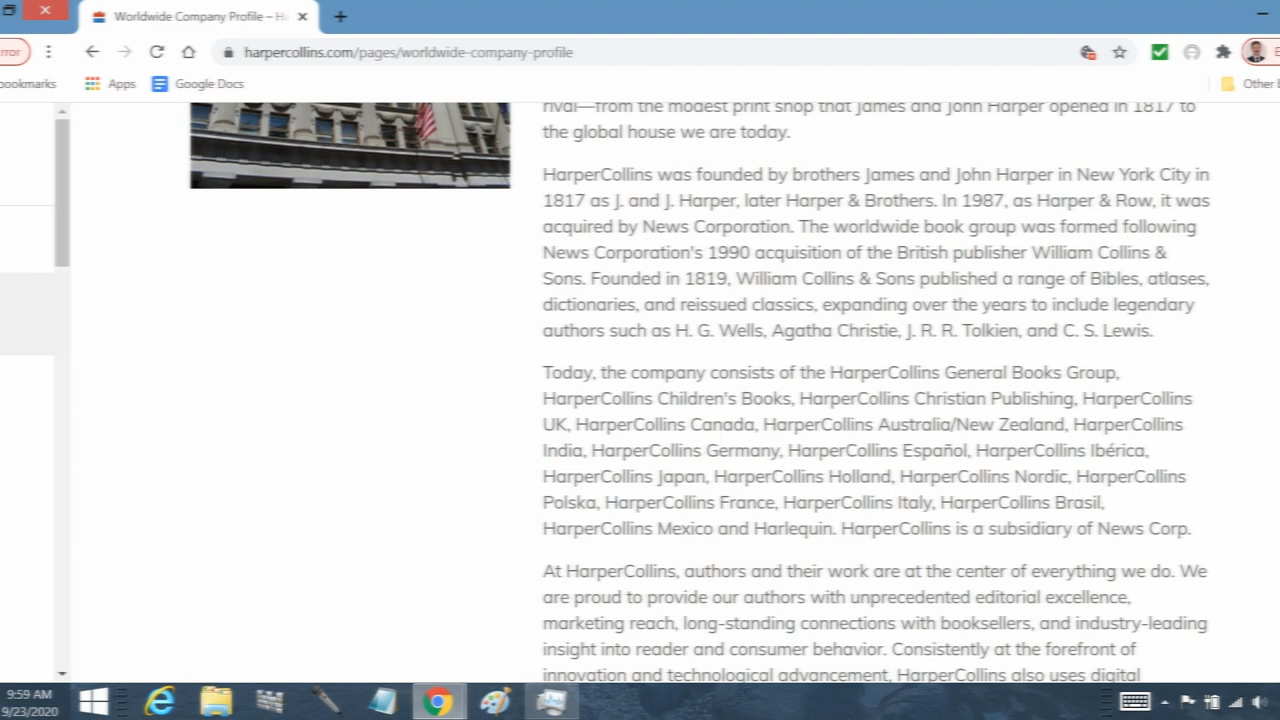 Worldwide Company Profile – Ha
rror
harpercollins.com/pages/worldwide-company-profile
bookmarks
Apps
Google Docs
Other b
rival—from the modest print shop that James and John Harper opened in 1817 to
the global house we are today.
HarperCollins was founded by brothers James and John Harper in New York City in
1817 as J. and J. Harper, later Harper & Brothers. In 1987, as Harper & Row, it was
acquired by News Corporation. The worldwide book group was formed following
News Corporation's 1990 acquisition of the British publisher William Collins &
Sons. Founded in 1819, William Collins & Sons published a range of Bibles, atlases,
dictionaries, and reissued classics, expanding over the years to include legendary
authors such as H. G. Wells, Agatha Christie, J. R. R. Tolkien, and C. S. Lewis.
Today, the company consists of the HarperCollins General Books Group,
HarperCollins Children's Books, HarperCollins Christian Publishing, HarperCollins
UK, HarperCollins Canada, HarperCollins Australia/New Zealand, HarperCollins
India, HarperCollins Germany, HarperCollins Español, HarperCollins Ibérica,
HarperCollins Japan, HarperCollins Holland, HarperCollins Nordic, HarperCollins
Polska, HarperCollins France, HarperCollins Italy, HarperCollins Brasil,
HarperCollins Mexico and Harlequin. HarperCollins is a subsidiary of News Corp.
At HarperCollins, authors and their work are at the center of everything we do. We
are proud to provide our authors with unprecedented editorial excellence,
marketing reach, long-standing connections with booksellers, and industry-leading
insight into reader and consumer behavior. Consistently at the forefront of
innovation and technological advancement, HarperCollins also uses digital
9:59 AM
9/23/2020